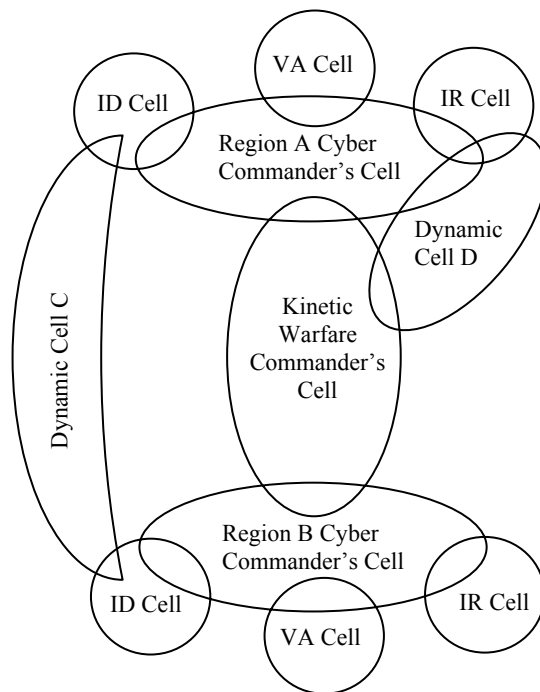 VA Cell
ID Cell
IR Cell
Region A Cyber
Commander's Cell
Dynamic
Cell D
Kinetic
Warfare
Commander's
Cell
Dynamic Cell C
Region B Cyber
Commander's Cell
ID Cell
IR Cell
VA Cell